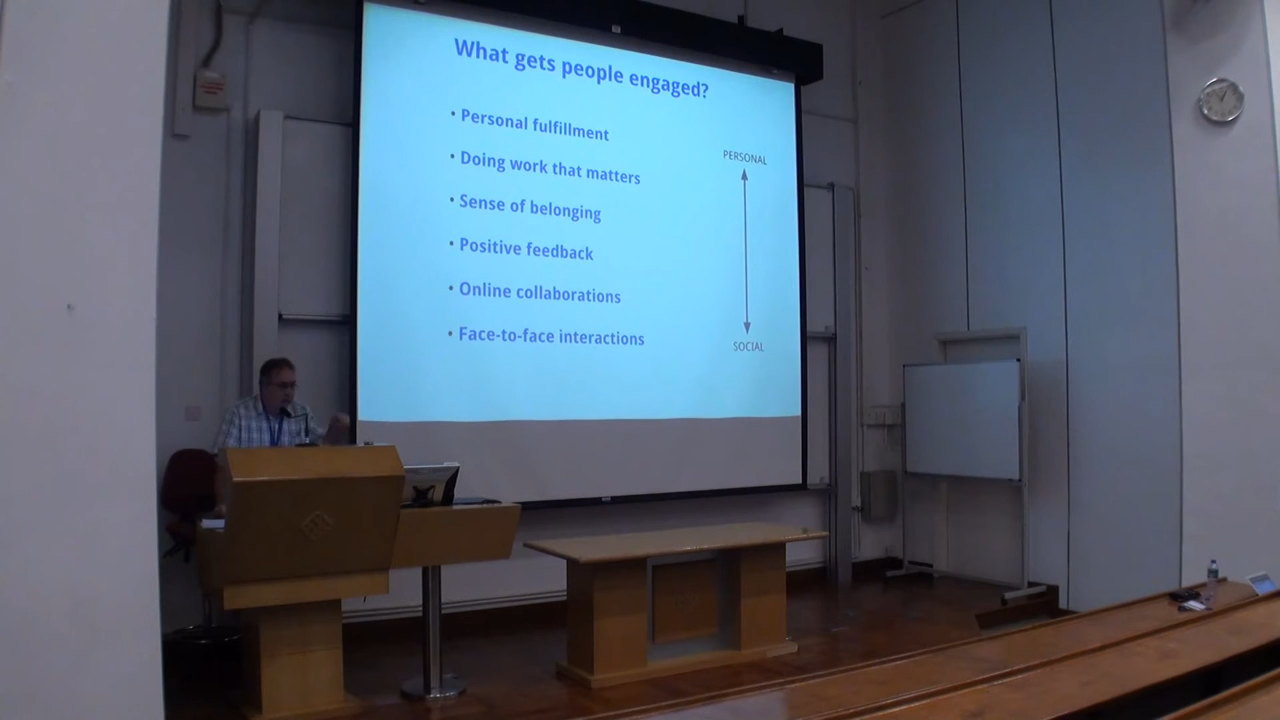 What gets people engaged?
• Personal fulfillment
• Doing work that matters
• Sense of belonging
• Positive feedback
• Online collaborations
• Face-to-face interactions
PERSONAL
SOCIAL